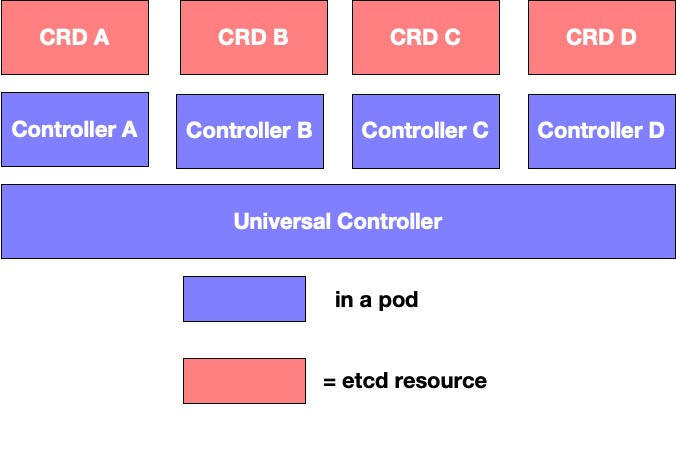 CRD A
CRD B
CRD C
CRD D
Controller A
Controller B
Controller C
Controller D
Universal Controller
in a pod
= etcd resource